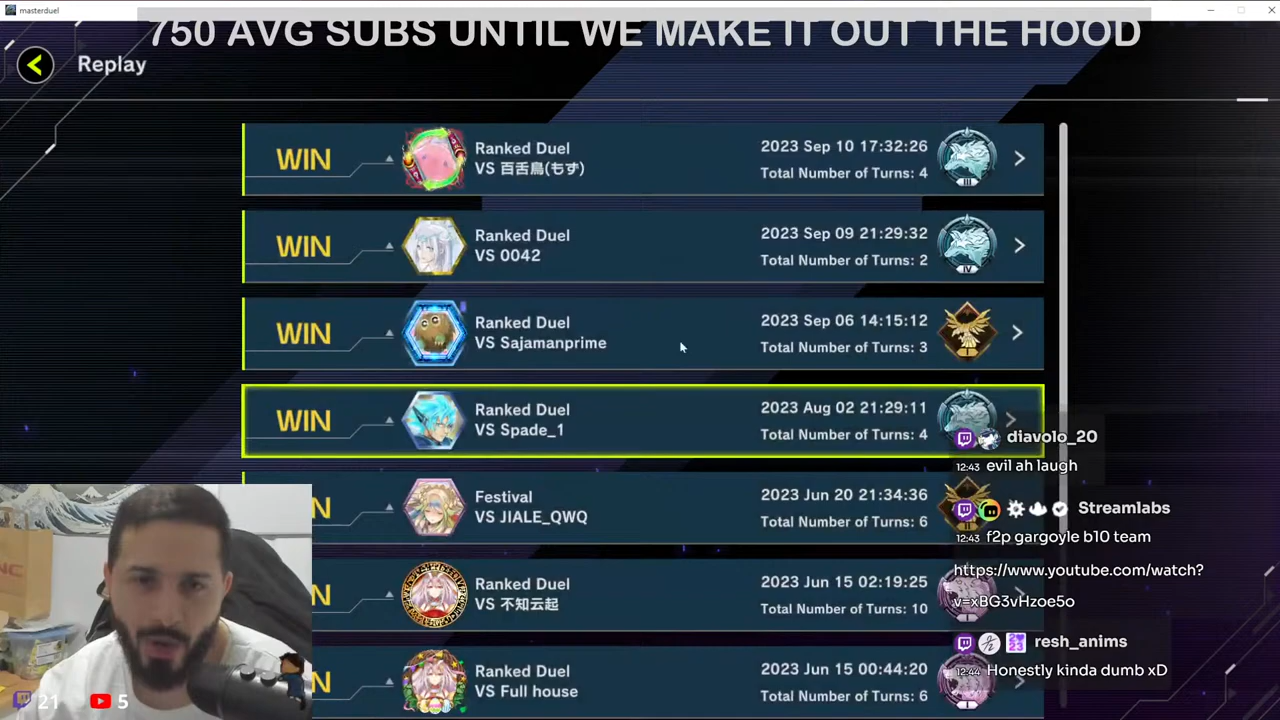 masterduel
750 AVG SUBS UNTIL WE MAKE IT OUT THE HOOD
Replay
WIN
Ranked Duel
VS 百舌鳥(もず)
2023 Sep 10 17:32:26
Total Number of Turns: 4
III
WIN
Ranked Duel
VS 0042
2023 Sep 09 21:29:32
Total Number of Turns: 2
IV
WIN
Ranked Duel
VS Sajamanprime
2023 Sep 06 14:15:12
Total Number of Turns: 3
I
WIN
Ranked Duel
VS Spade_1
2023 Aug 02 21:29:11
Total Number of Turns: 4
diavolo_20
12:43 evil ah laugh
N
Festival
VS JIALE_QWQ
2023 Jun 20 21:34:36
Total Number of Turns: 6
Streamlabs
12:43 f2p gargoyle b10 team
https://www.youtube.com/watch?
v=xBG3vHzoe5o
N
Ranked Duel
VS 不知云起
2023 Jun 15 02:19:25
Total Number of Turns: 10
resh_anims
12:44 Honestly kinda dumb xD
N
Ranked Duel
VS Full house
2023 Jun 15 00:44:20
Total Number of Turns: 6
I
21
5